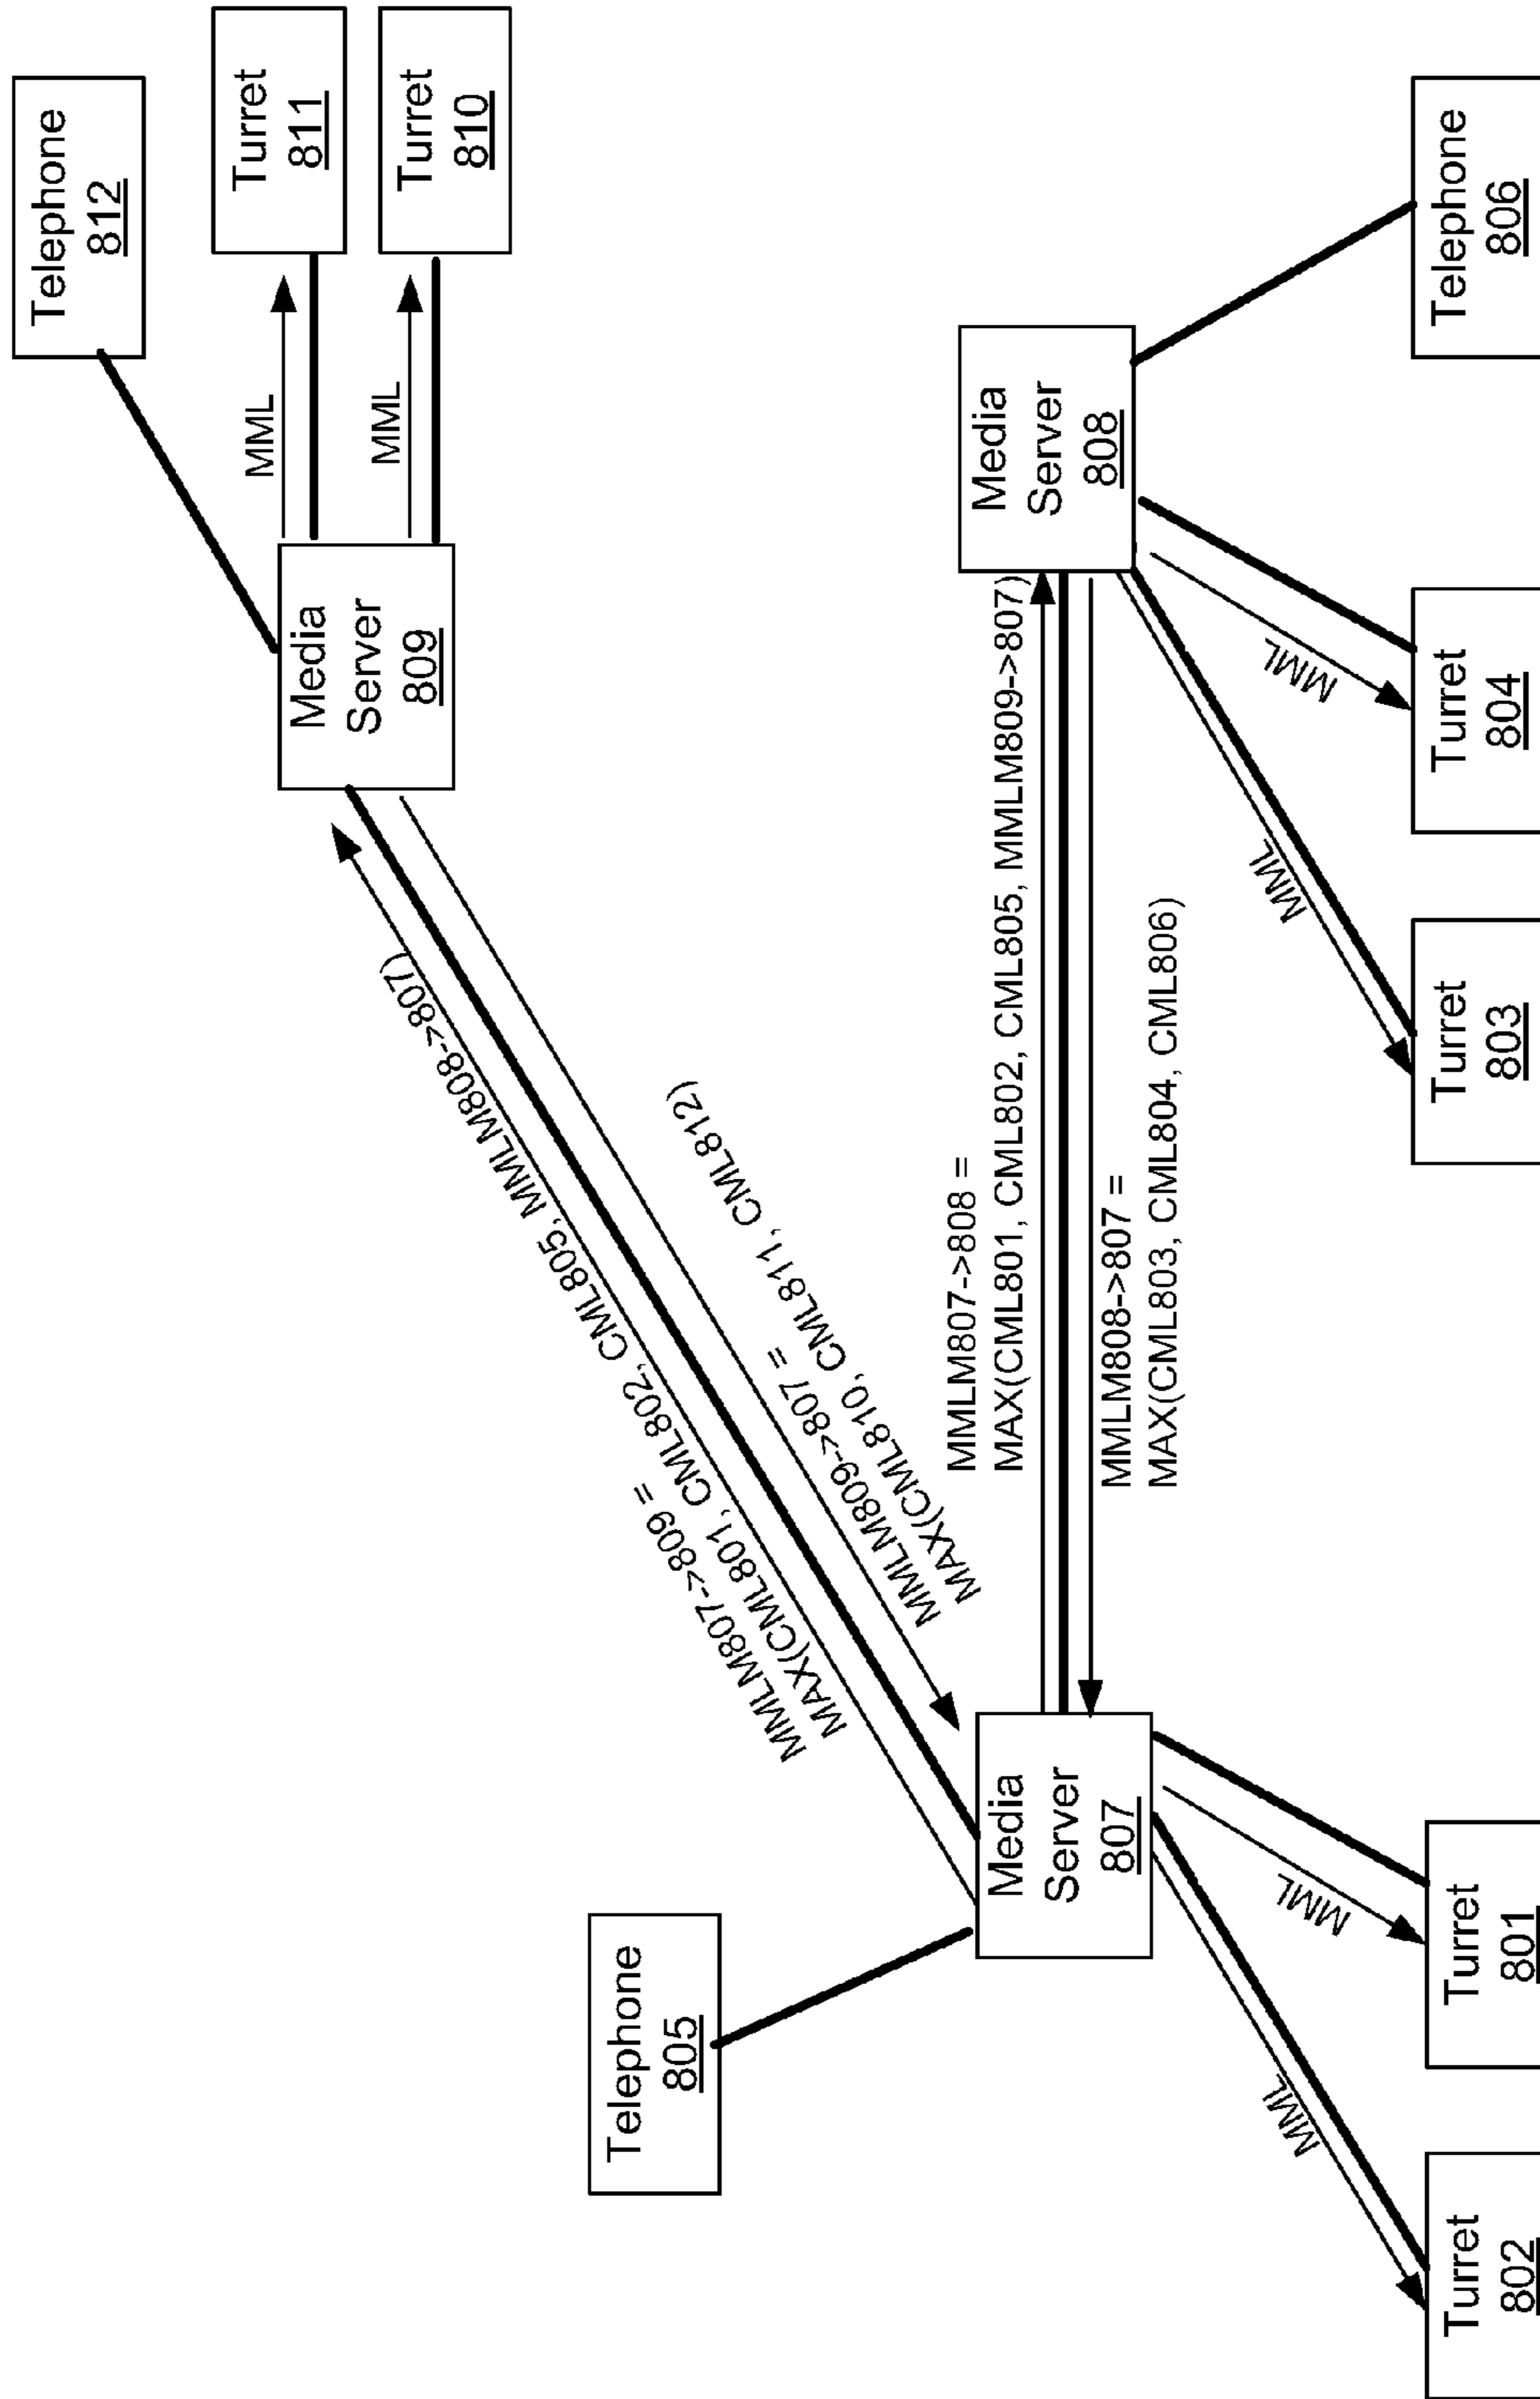 Telephone
812
Turret
811
Turret
810
MML
MML
Media
Server
809
MMLM807->809 =
MAX(CML801, CML802, CML805, MMLM808->807)
MMLM809->807 =
MAX(CML810, CML811, CML812)
Telephone
805
Media
Server
807
MMLM807->808 =
MAX(CML801, CML802, CML805, MMLM809->807)
MMLM808->807 =
MAX(CML803, CML804, CML806)
Media
Server
808
MML
MML
MML
MML
Turret
802
Turret
801
Turret
803
Turret
804
Telephone
806